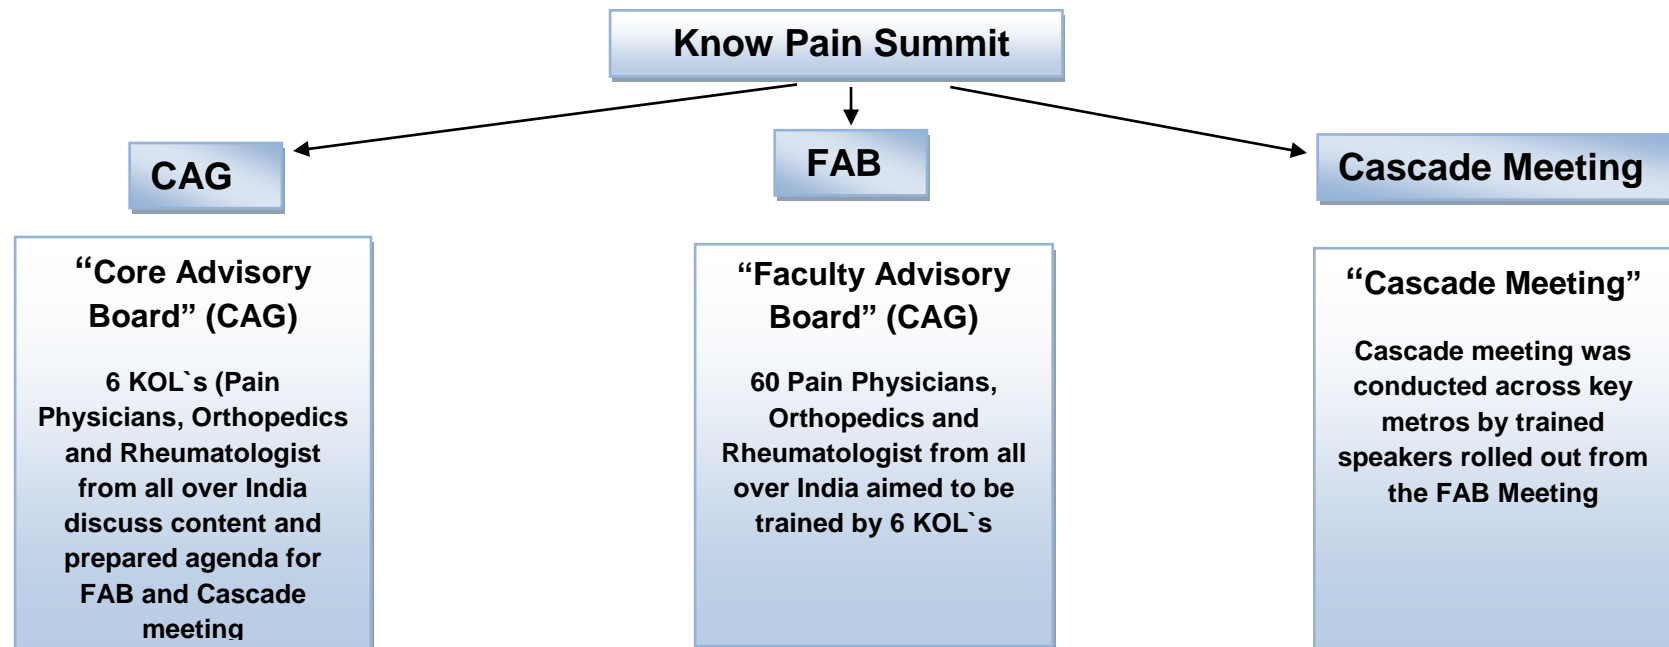 Know Pain Summit
CAG
FAB
Cascade Meeting
“Core Advisory
Board” (CAG)
6 KOL`s (Pain
Physicians, Orthopedics
and Rheumatologist
from all over India
discuss content and
prepared agenda for
FAB and Cascade
meeting
“Faculty Advisory
Board” (CAG)
60 Pain Physicians,
Orthopedics and
Rheumatologist from all
over India aimed to be
trained by 6 KOL`s
“Cascade Meeting”
Cascade meeting was
conducted across key
metros by trained
speakers rolled out from
the FAB Meeting